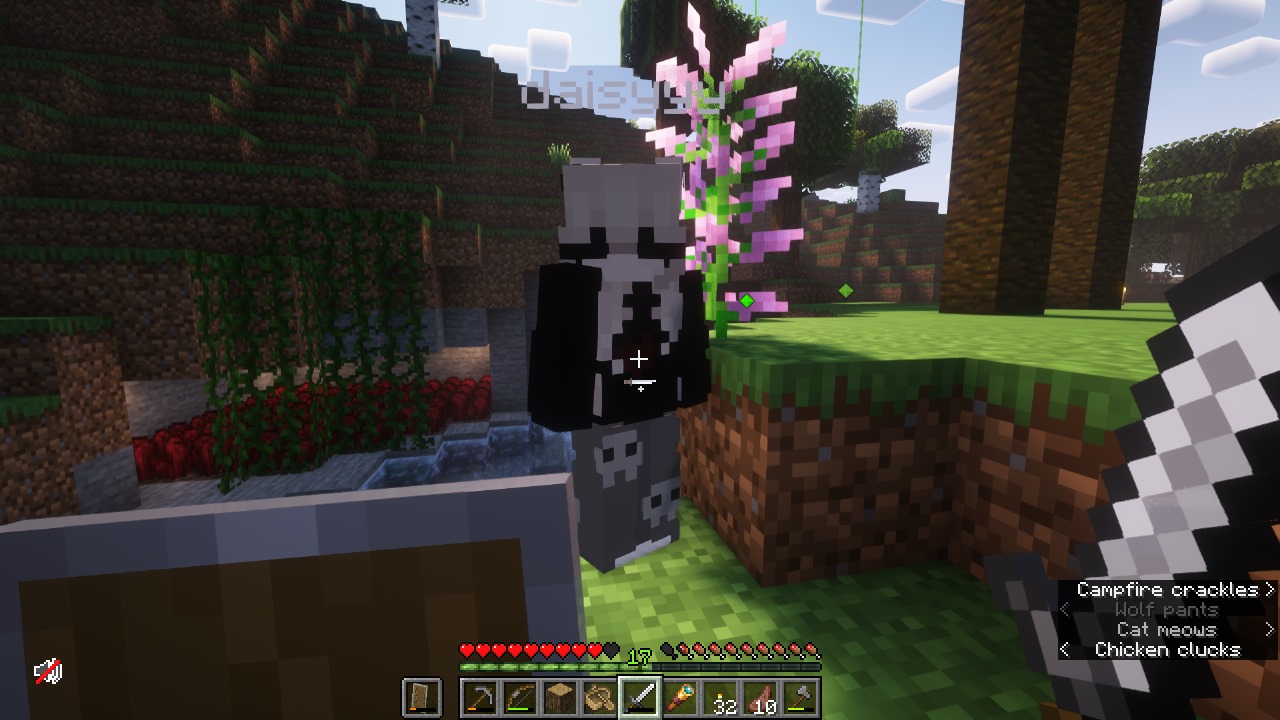 daisyyy
Campfire crackles >
< Wolf pants
Cat meows >
< Chicken clucks
17
32
10